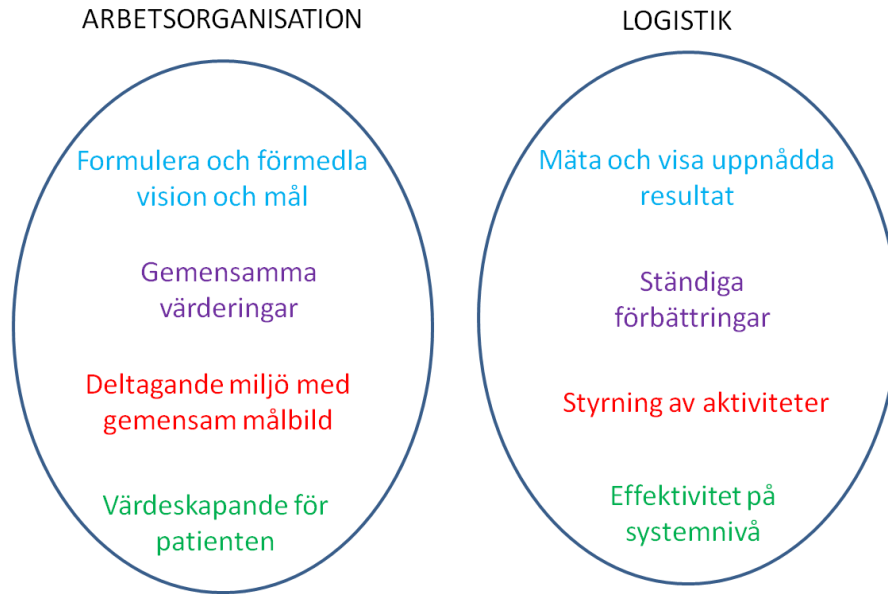 ARBETSORGANISATION
Formulera och förmedla
vision och mål
Gemensamma
värderingar
Deltagande miljö med
gemensam målbild
Värdeskapande för
patienten
LOGISTIK
Mäta och visa uppnådda
resultat
Ständiga
förbättringar
Styrning av aktiviteter
Effektivitet på
systemnivå